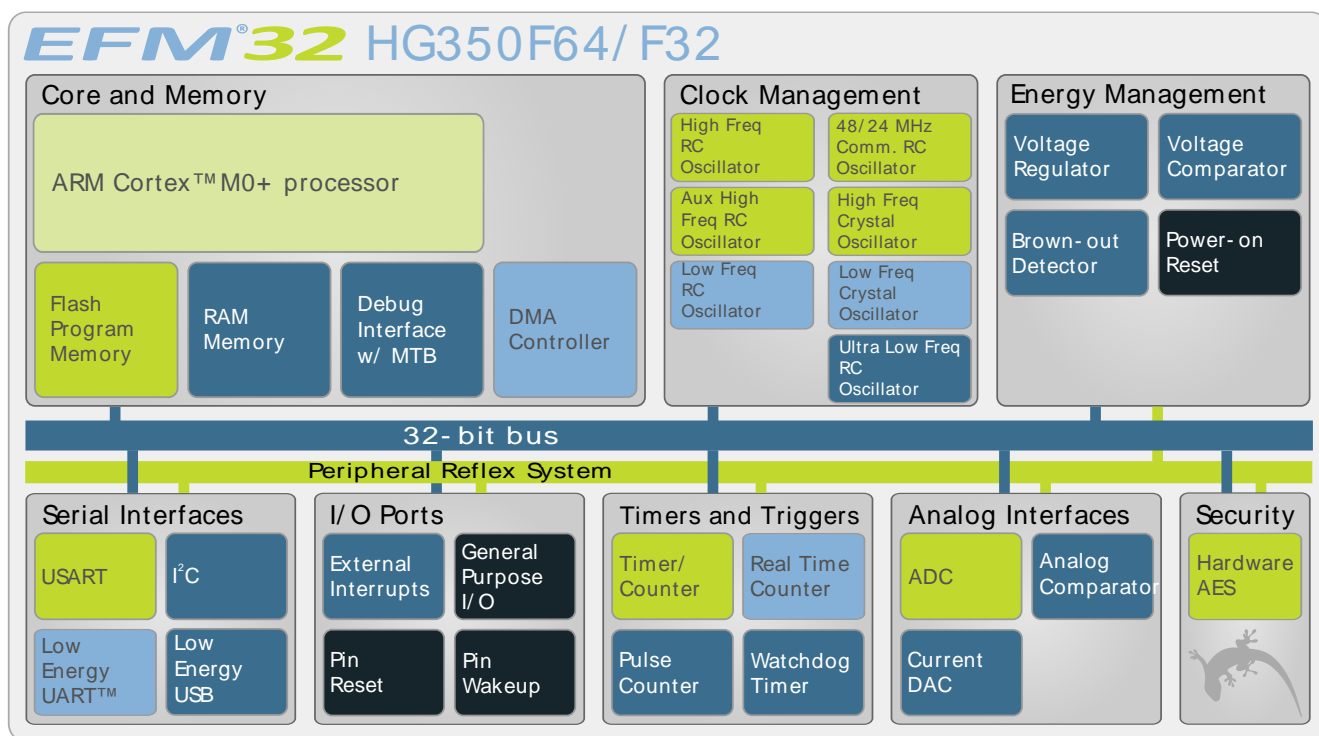 EFM®32 HG350F64/F32
Core and Memory
ARM Cortex™ M0+ processor
Flash
Program
Memory
RAM
Memory
Debug
Interface
w/ MTB
DMA
Controller
Clock Management
High Freq
RC
Oscillator
48/24 MHz
Comm. RC
Oscillator
Aux High
Freq RC
Oscillator
High Freq
Crystal
Oscillator
Low Freq
RC
Oscillator
Low Freq
Crystal
Oscillator
Ultra Low Freq
RC
Oscillator
Energy Management
Voltage
Regulator
Voltage
Comparator
Brown-out
Detector
Power-on
Reset
32-bit bus
Peripheral Reflex System
Serial Interfaces
USART
I²C
Low
Energy
UART™
Low
Energy
USB
I/O Ports
External
Interrupts
General
Purpose
I/O
Pin
Reset
Pin
Wakeup
Timers and Triggers
Timer/
Counter
Real Time
Counter
Pulse
Counter
Watchdog
Timer
Analog Interfaces
ADC
Analog
Comparator
Current
DAC
Security
Hardware
AES